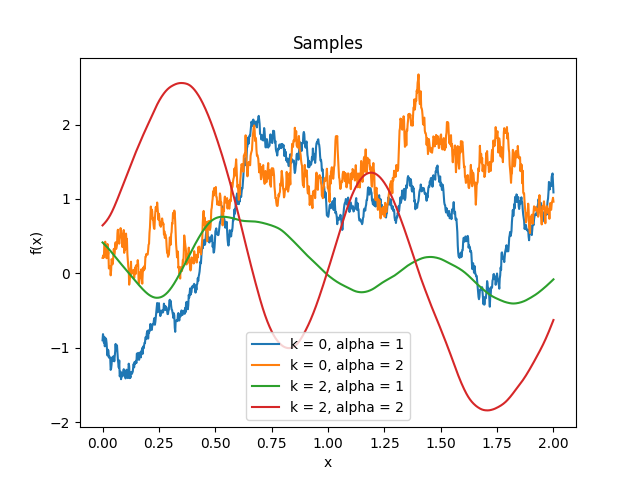 Samples
f(x)
2
1
0
−1
−2
k = 0, alpha = 1
k = 0, alpha = 2
k = 2, alpha = 1
k = 2, alpha = 2
0.00 0.25 0.50 0.75 1.00 1.25 1.50 1.75 2.00
x